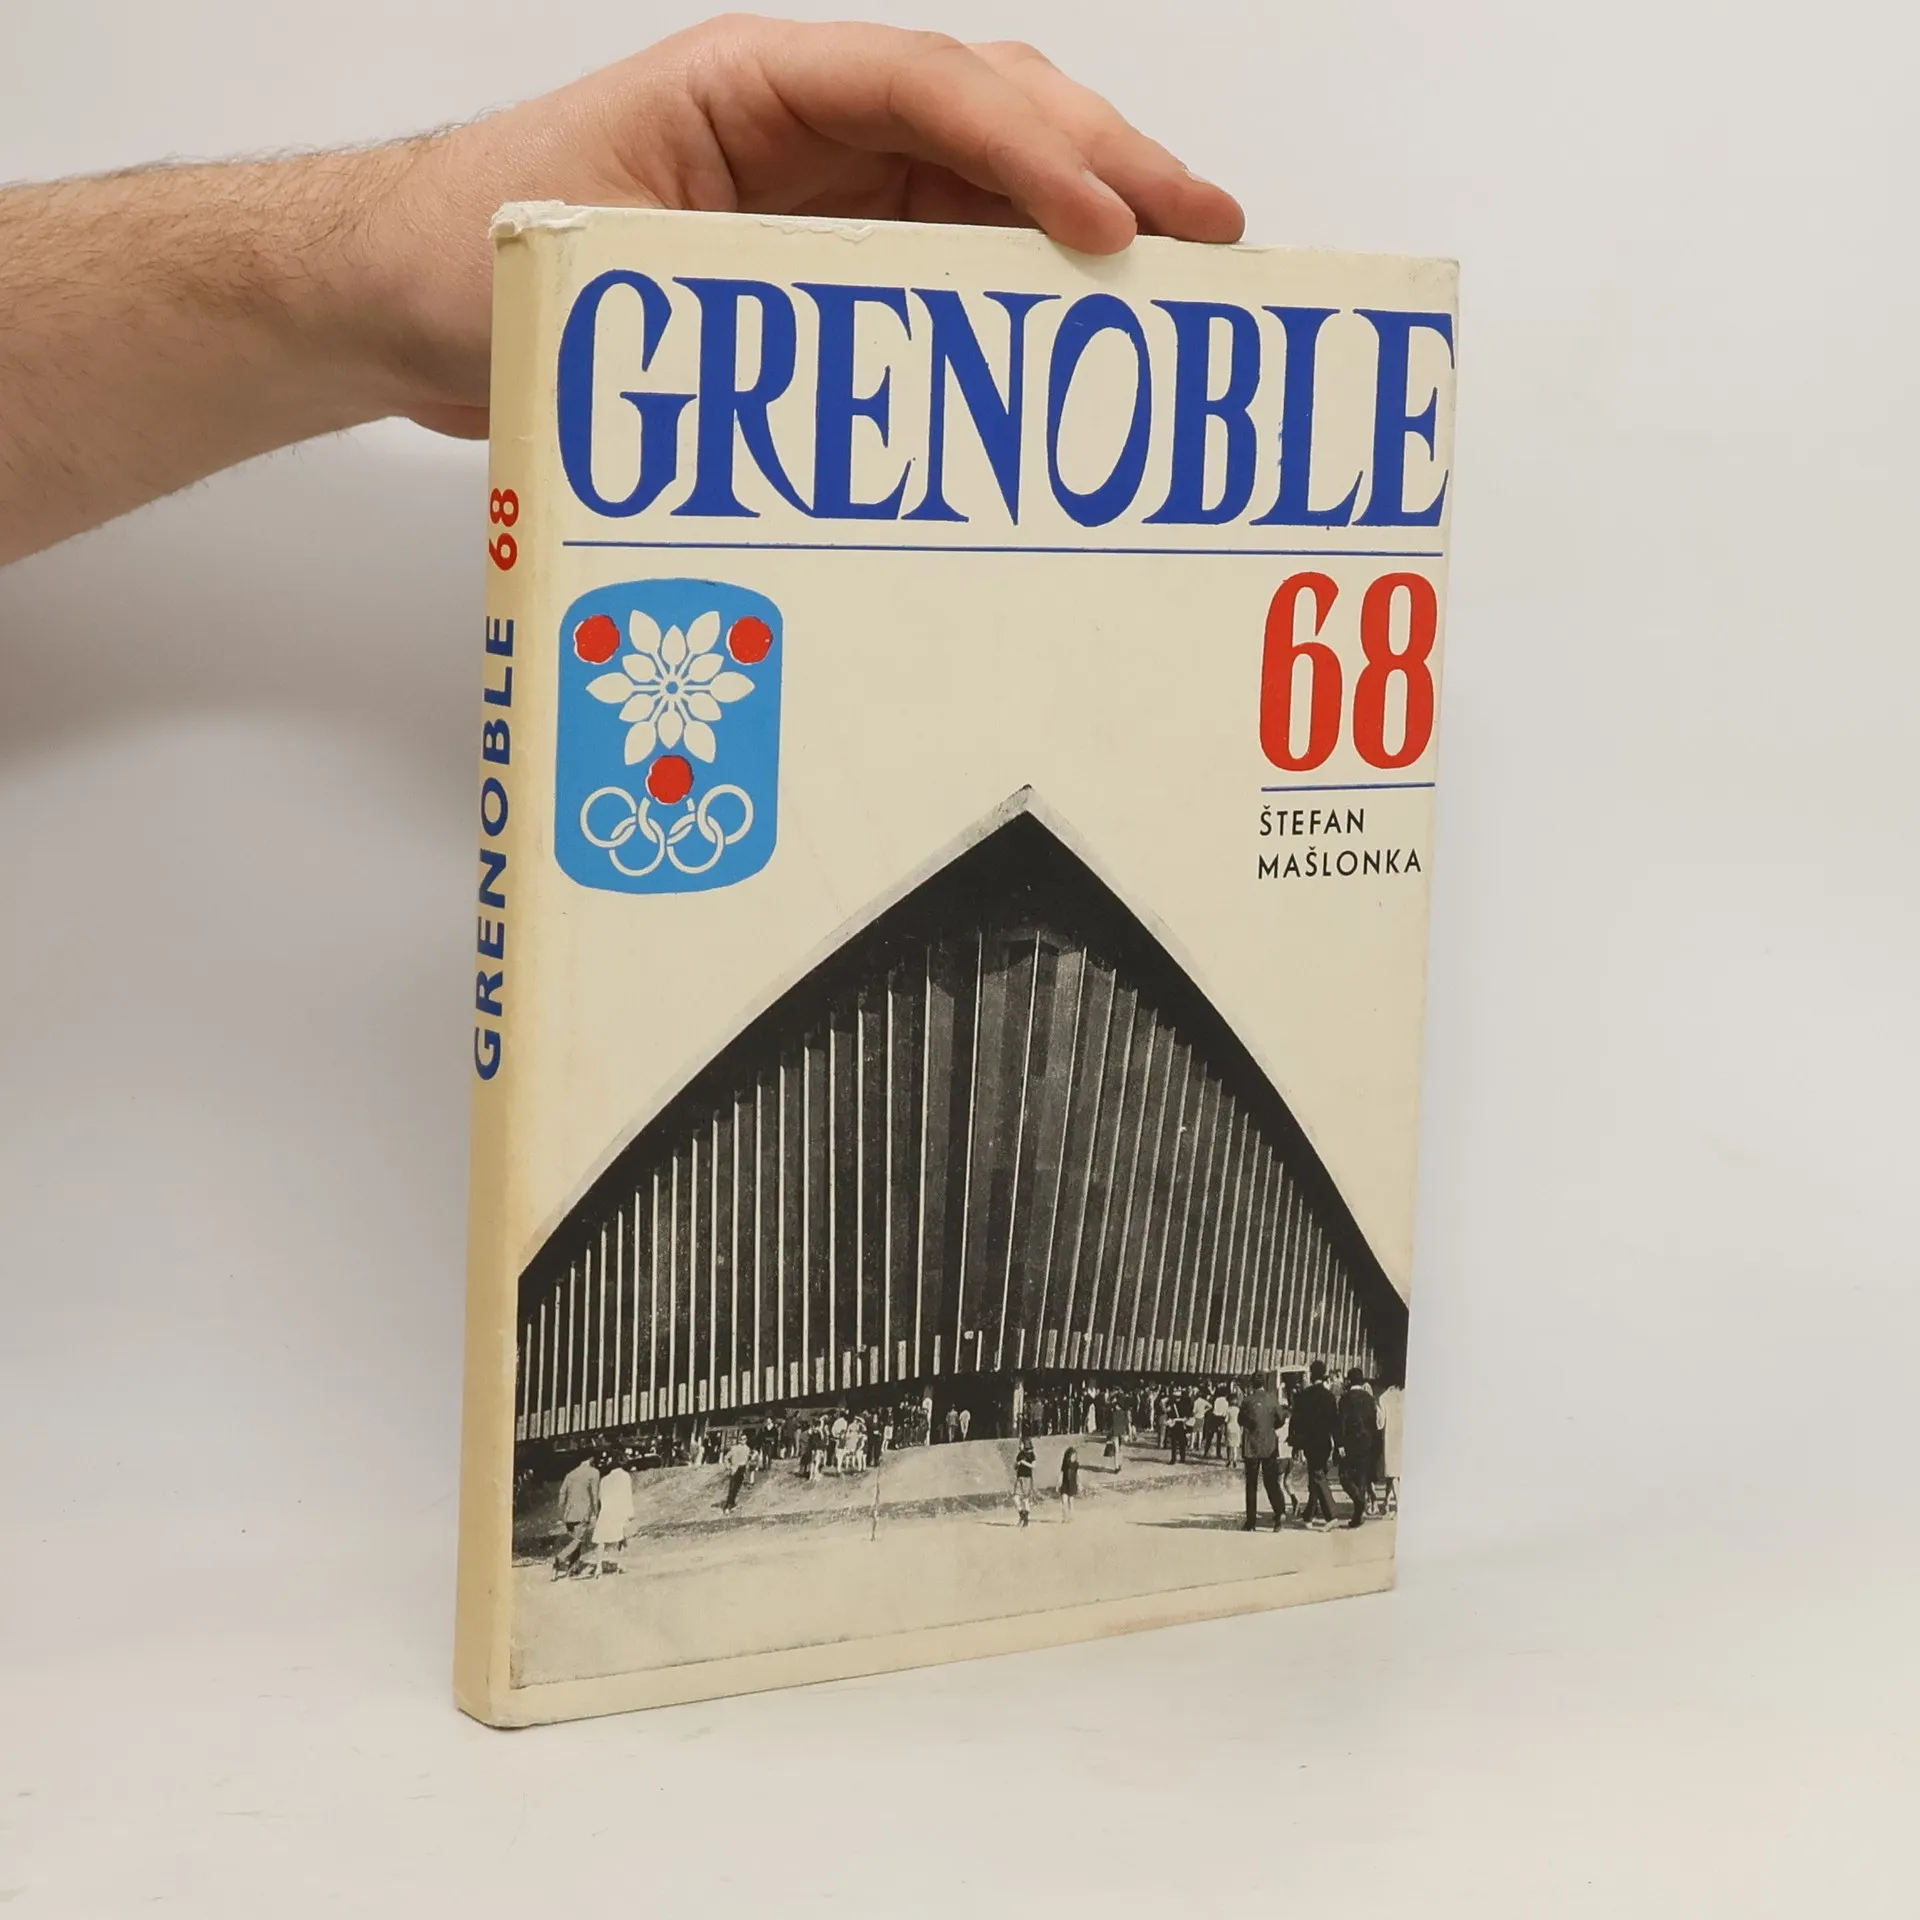 GRENOBLE
68
ŠTEFAN
MAŠLONKA
GRENOBLE 68